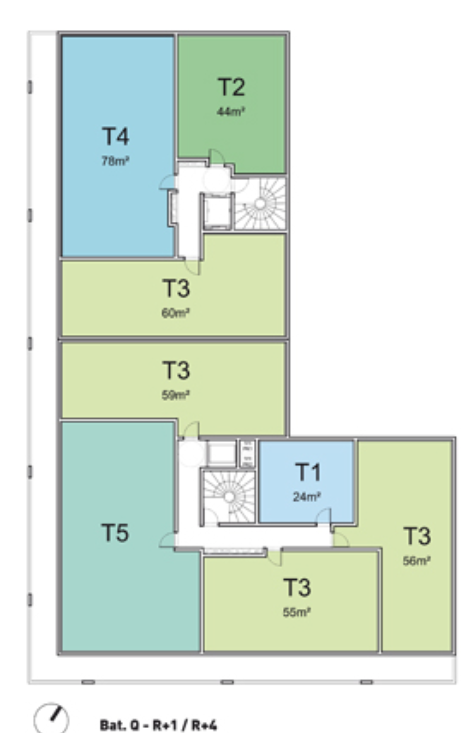 T4
78m²
T2
44m²
T3
60m²
T3
59m²
T1
24m²
T5
T3
56m²
T3
55m²
Bat. Q - R+1 / R+4